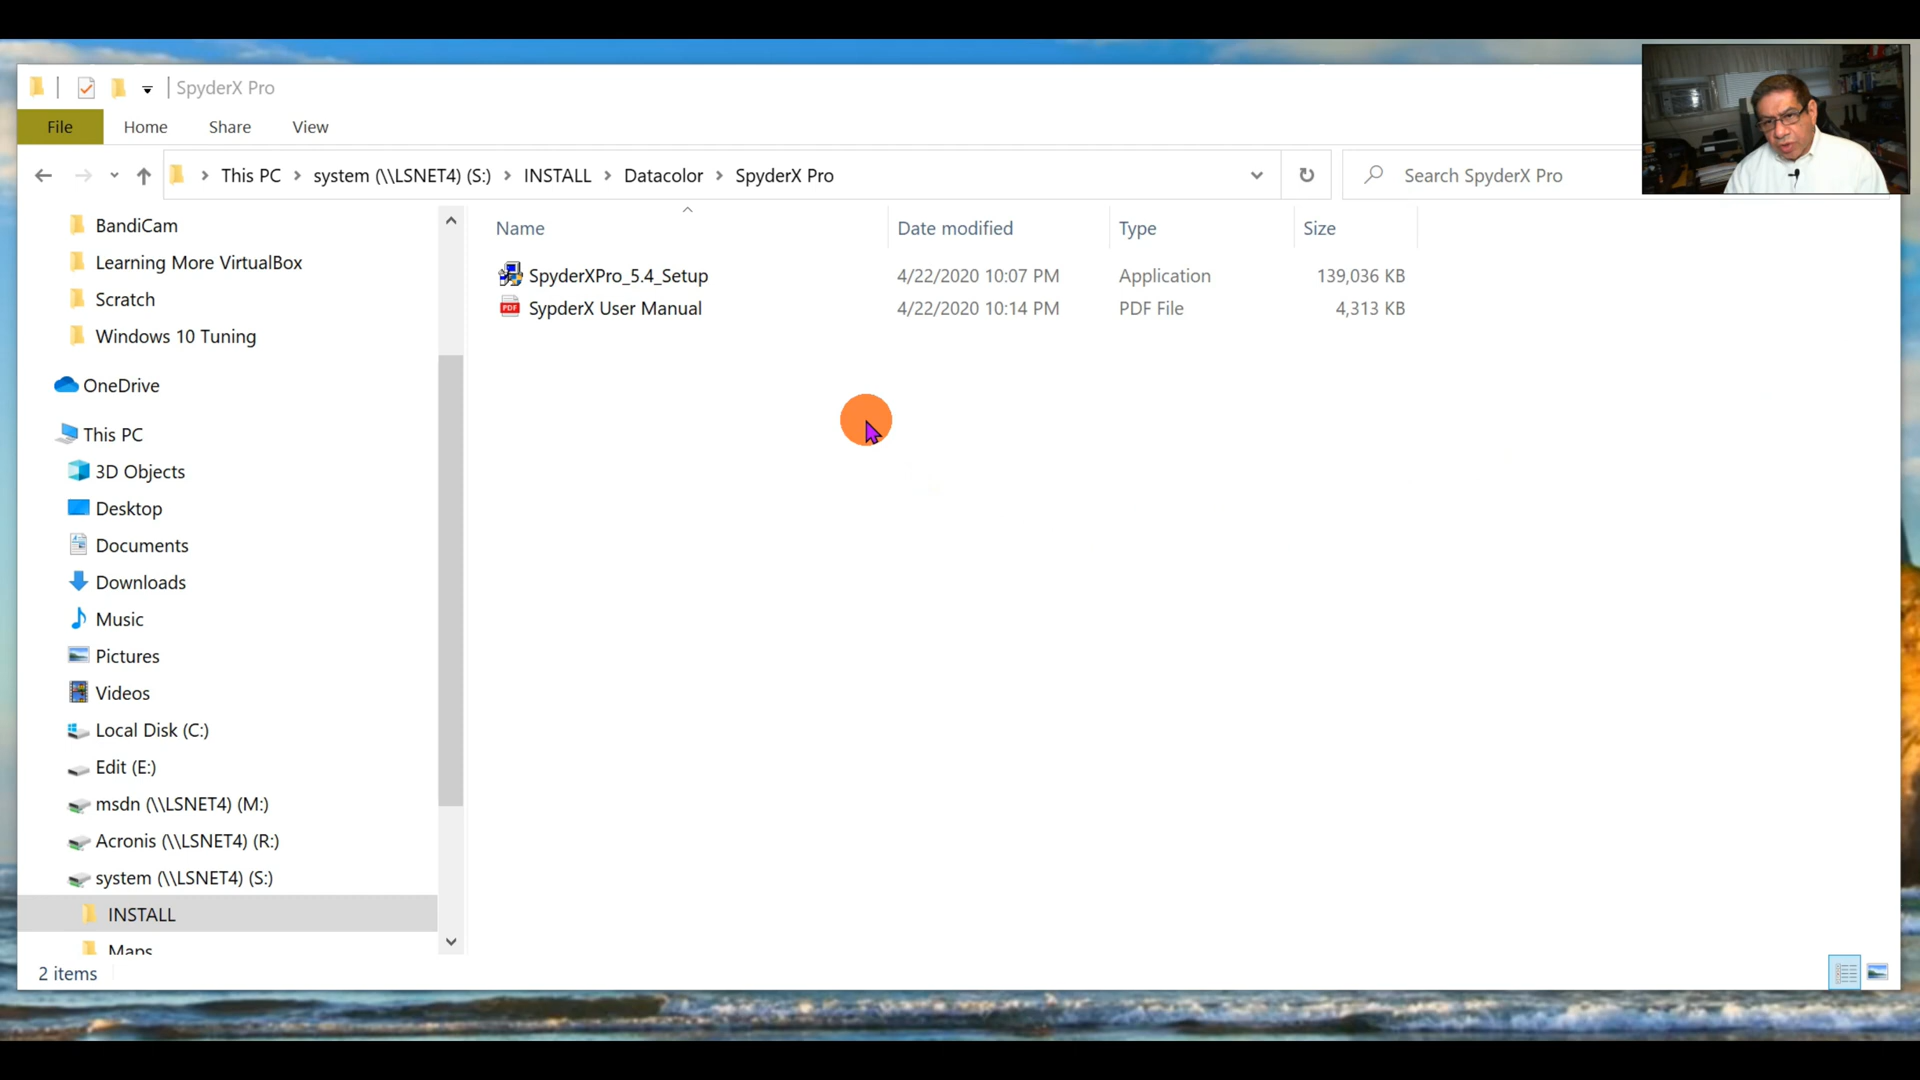 SpyderX Pro
File Home Share View
This PC system (\\LSNET4) (S:) INSTALL Datacolor SpyderX Pro Search SpyderX Pro
BandiCam
Learning More VirtualBox
Scratch
Windows 10 Tuning
OneDrive
This PC
3D Objects
Desktop
Documents
Downloads
Music
Pictures
Videos
Local Disk (C:)
Edit (E:)
msdn (\\LSNET4) (M:)
Acronis (\\LSNET4) (R:)
system (\\LSNET4) (S:)
INSTALL
Maps
Name Date modified Type Size
SpyderXPro_5.4_Setup 4/22/2020 10:07 PM Application 139,036 KB
PDF SypderX User Manual 4/22/2020 10:14 PM PDF File 4,313 KB
2 items